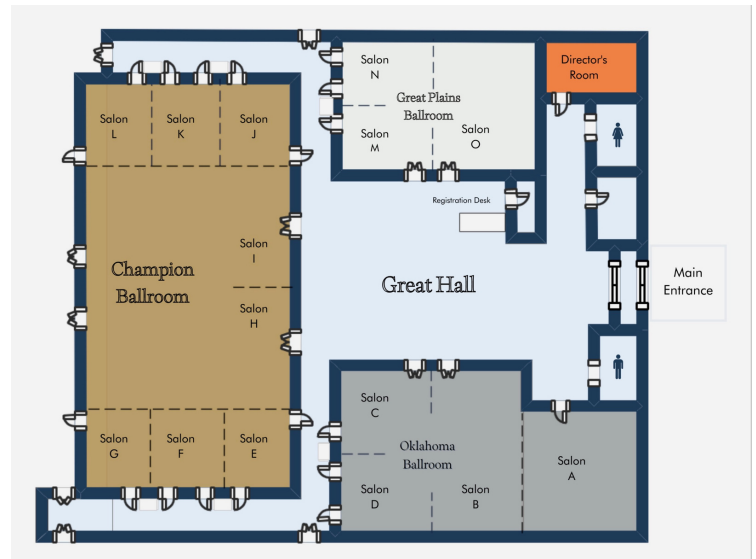 Director's
Room
Salon
N
Great Plains
Ballroom
Salon
M
Salon
O
Salon
L
Salon
K
Salon
J
Registration Desk
Salon
I
Champion
Ballroom
Great Hall
Main
Entrance
Salon
H
Salon
C
Oklahoma
Ballroom
Salon
G
Salon
F
Salon
E
Salon
A
Salon
D
Salon
B